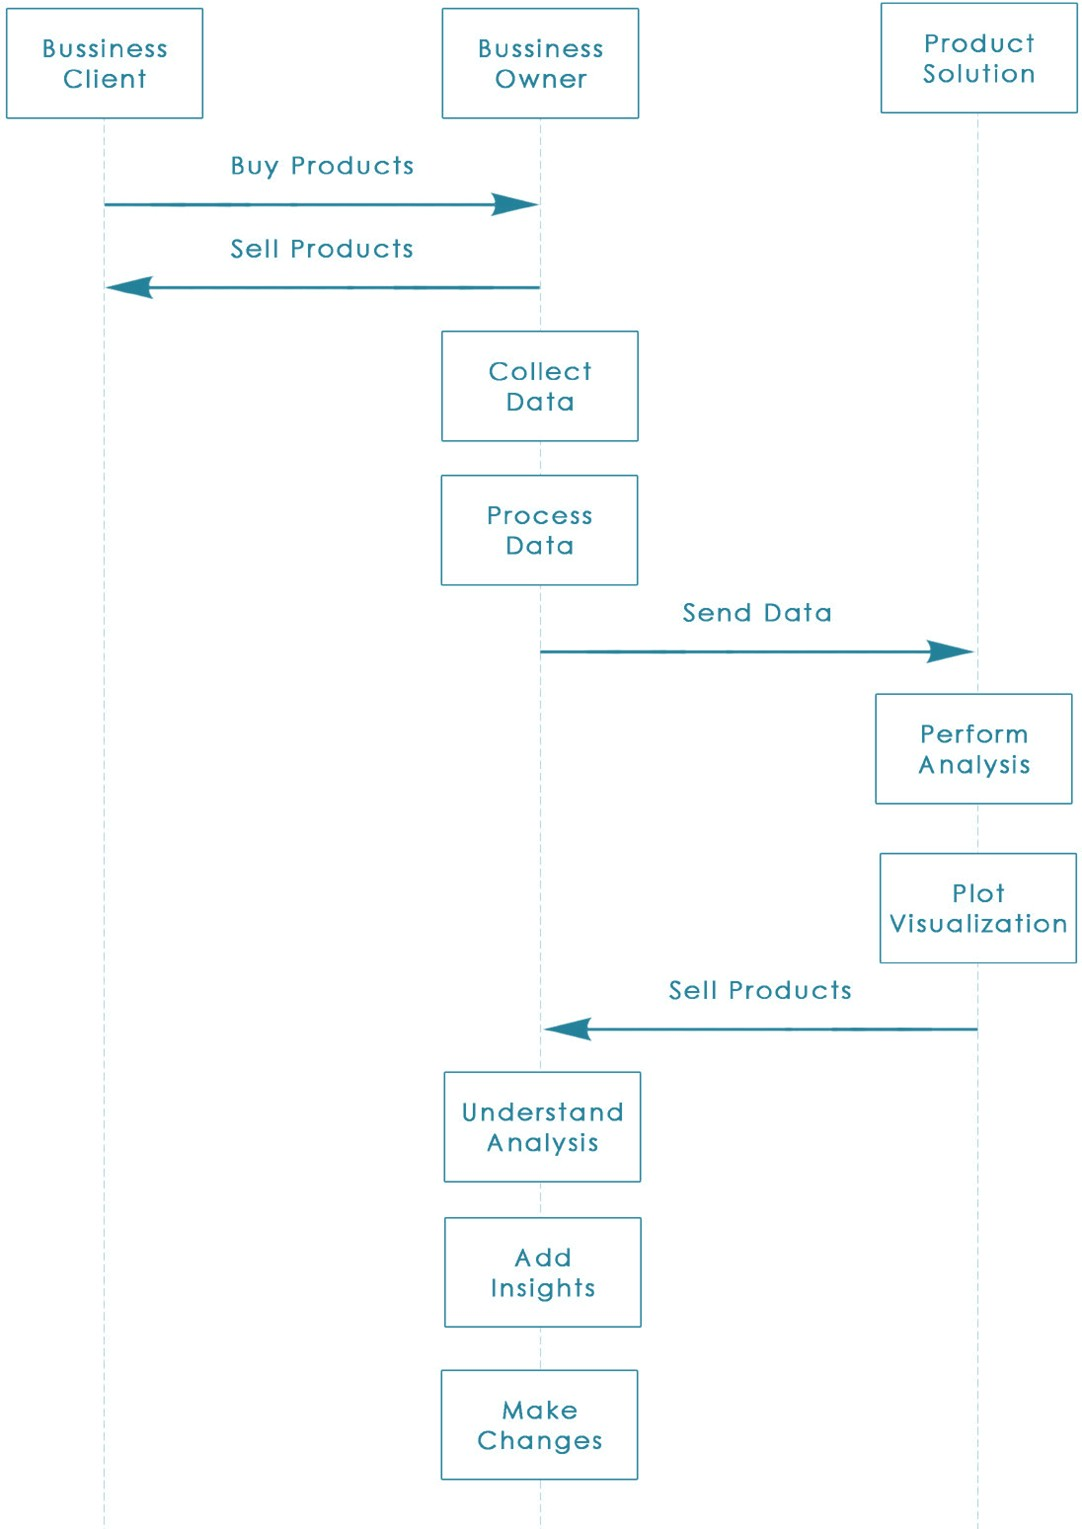 Bussiness
Client
Bussiness
Owner
Product
Solution
Buy Products
Sell Products
Collect
Data
Process
Data
Send Data
Perform
Analysis
Plot
Visualization
Sell Products
Understand
Analysis
Add
Insights
Make
Changes